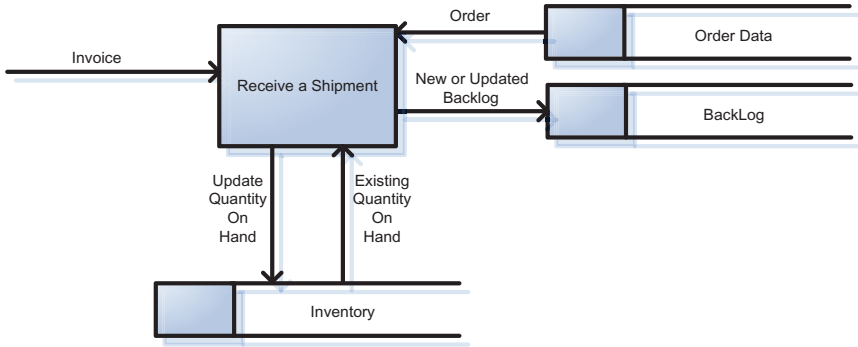 Order
Order Data
Invoice
Receive a Shipment
New or Updated
Backlog
BackLog
Update
Quantity
On
Hand
Existing
Quantity
On
Hand
Inventory